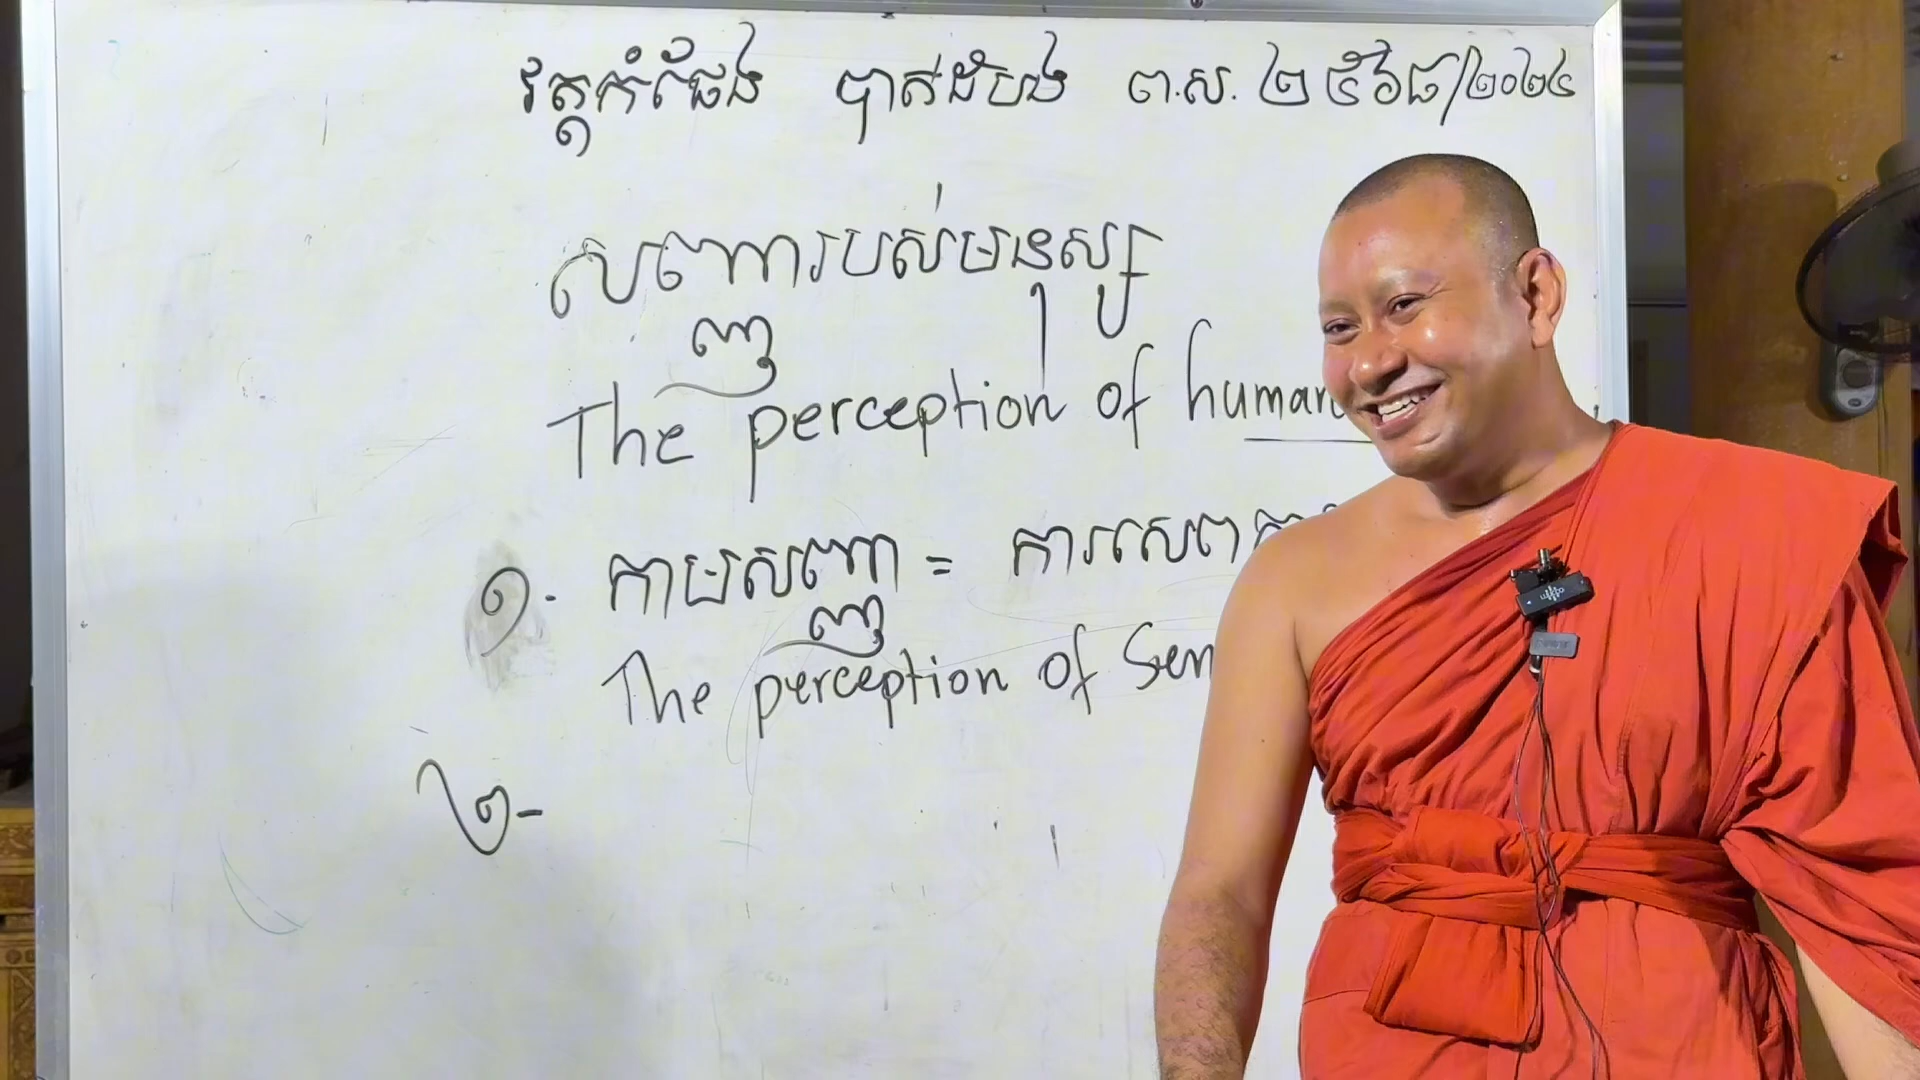 វត្តកំផែង បាត់ដំបង ព.ស. ២៥៦៨/២០២៤
សញ្ញារបស់មនុស្ស
The perception of human
១- កាមសញ្ញា = ការសេព
The perception of Sen
២-